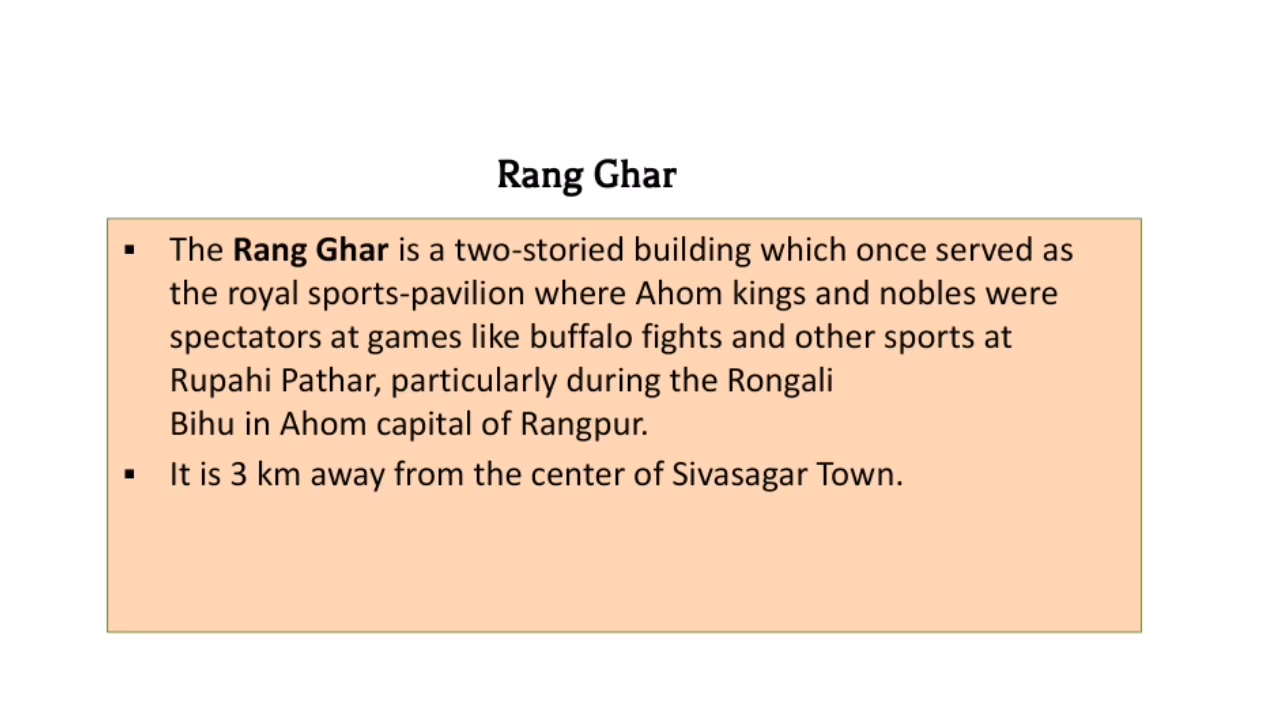 Rang Ghar
▪ The Rang Ghar is a two-storied building which once served as
the royal sports-pavilion where Ahom kings and nobles were
spectators at games like buffalo fights and other sports at
Rupahi Pathar, particularly during the Rongali
Bihu in Ahom capital of Rangpur.
▪ It is 3 km away from the center of Sivasagar Town.